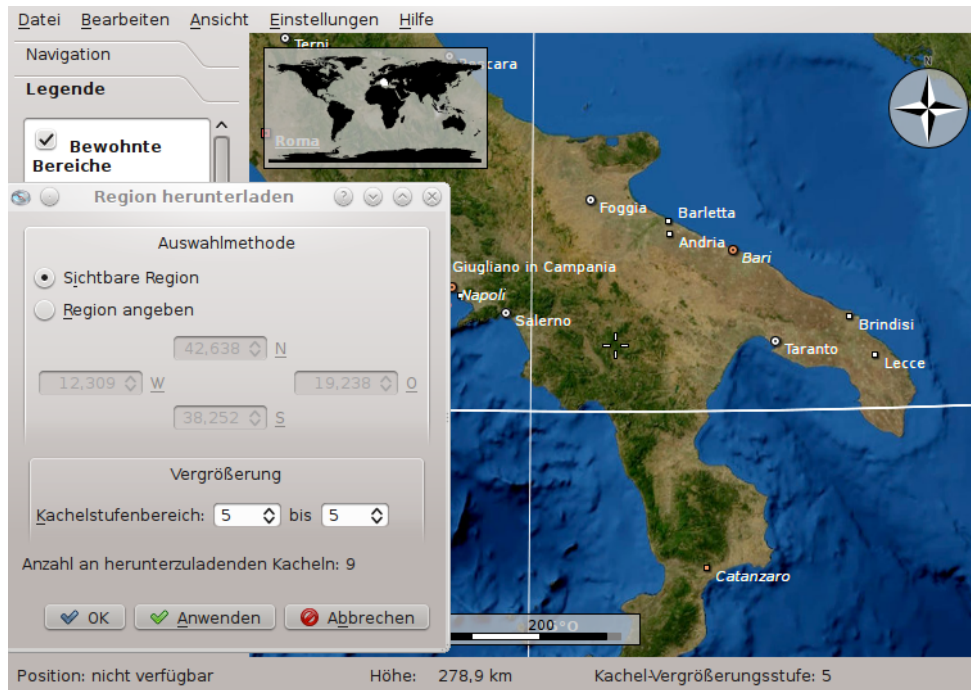 Datei Bearbeiten Ansicht Einstellungen Hilfe
Navigation
Legende
Bewohnte
Bereiche
Region herunterladen
Auswahlmethode
Sichtbare Region
Region angeben
42,638 N
12,309 W 19,238 O
38,252 S
Vergrößerung
Kachelstufenbereich: 5 bis 5
Anzahl an herunterzuladenden Kacheln: 9
OK Anwenden Abbrechen
Terni
Roma
N
Foggia
Barletta
Andria
Bari
Giugliano in Campania
Napoli
Salerno
Brindisi
Taranto
Lecce
Catanzaro
200
Position: nicht verfügbar Höhe: 278,9 km Kachel-Vergrößerungsstufe: 5